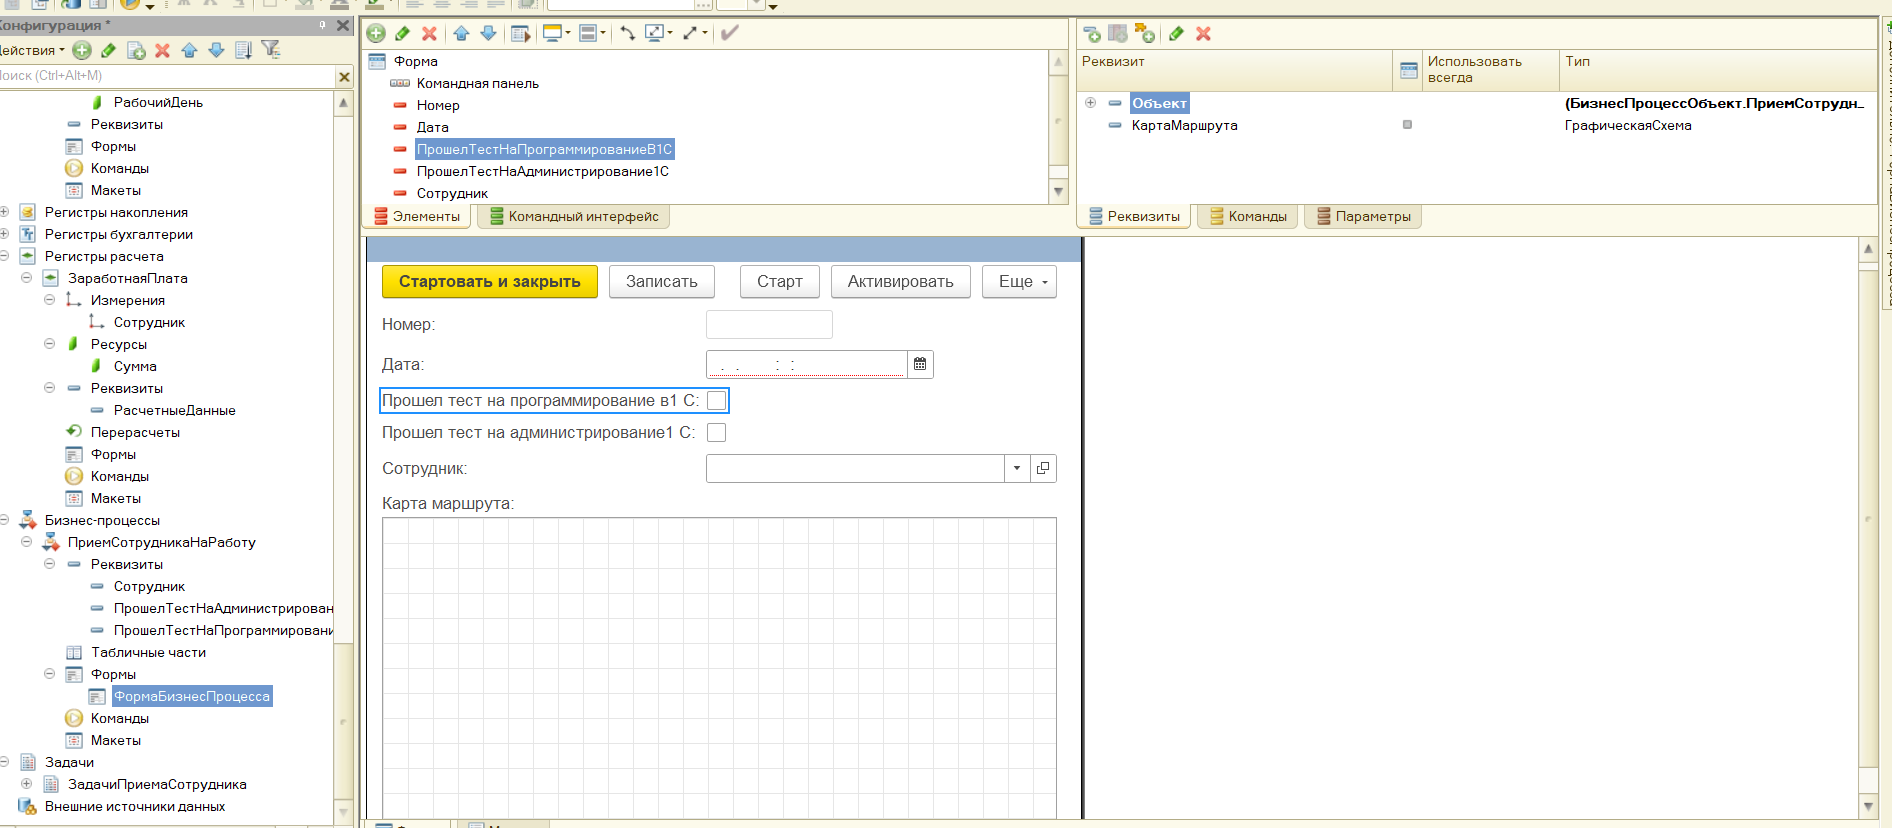 Конфигурация *
Действия
Поиск (Ctrl+Alt+M)
РабочийДень
Реквизиты
Формы
Команды
Макеты
Регистры накопления
Регистры бухгалтерии
Регистры расчета
ЗаработнаяПлата
Измерения
Сотрудник
Ресурсы
Сумма
Реквизиты
РасчетныеДанные
Перерасчеты
Формы
Команды
Макеты
Бизнес-процессы
ПриемСотрудникаНаРаботу
Реквизиты
Сотрудник
ПрошелТестНаАдминистрирован
ПрошелТестНаПрограммировани
Табличные части
Формы
ФормаБизнесПроцесса
Команды
Макеты
Задачи
ЗадачиПриемаСотрудника
Внешние источники данных
Форма
Командная панель
Номер
Дата
ПрошелТестНаПрограммированиеВ1С
ПрошелТестНаАдминистрирование1С
Сотрудник
Элементы Командный интерфейс
Реквизит Использовать всегда Тип
Объект (БизнесПроцессОбъект.ПриемСотрудн...
КартаМаршрута ГрафическаяСхема
Реквизиты Команды Параметры
Стартовать и закрыть Записать Старт Активировать Еще
Номер:
Дата: . . : :
Прошел тест на программирование в1 С:
Прошел тест на администрирование1 С:
Сотрудник:
Карта маршрута: